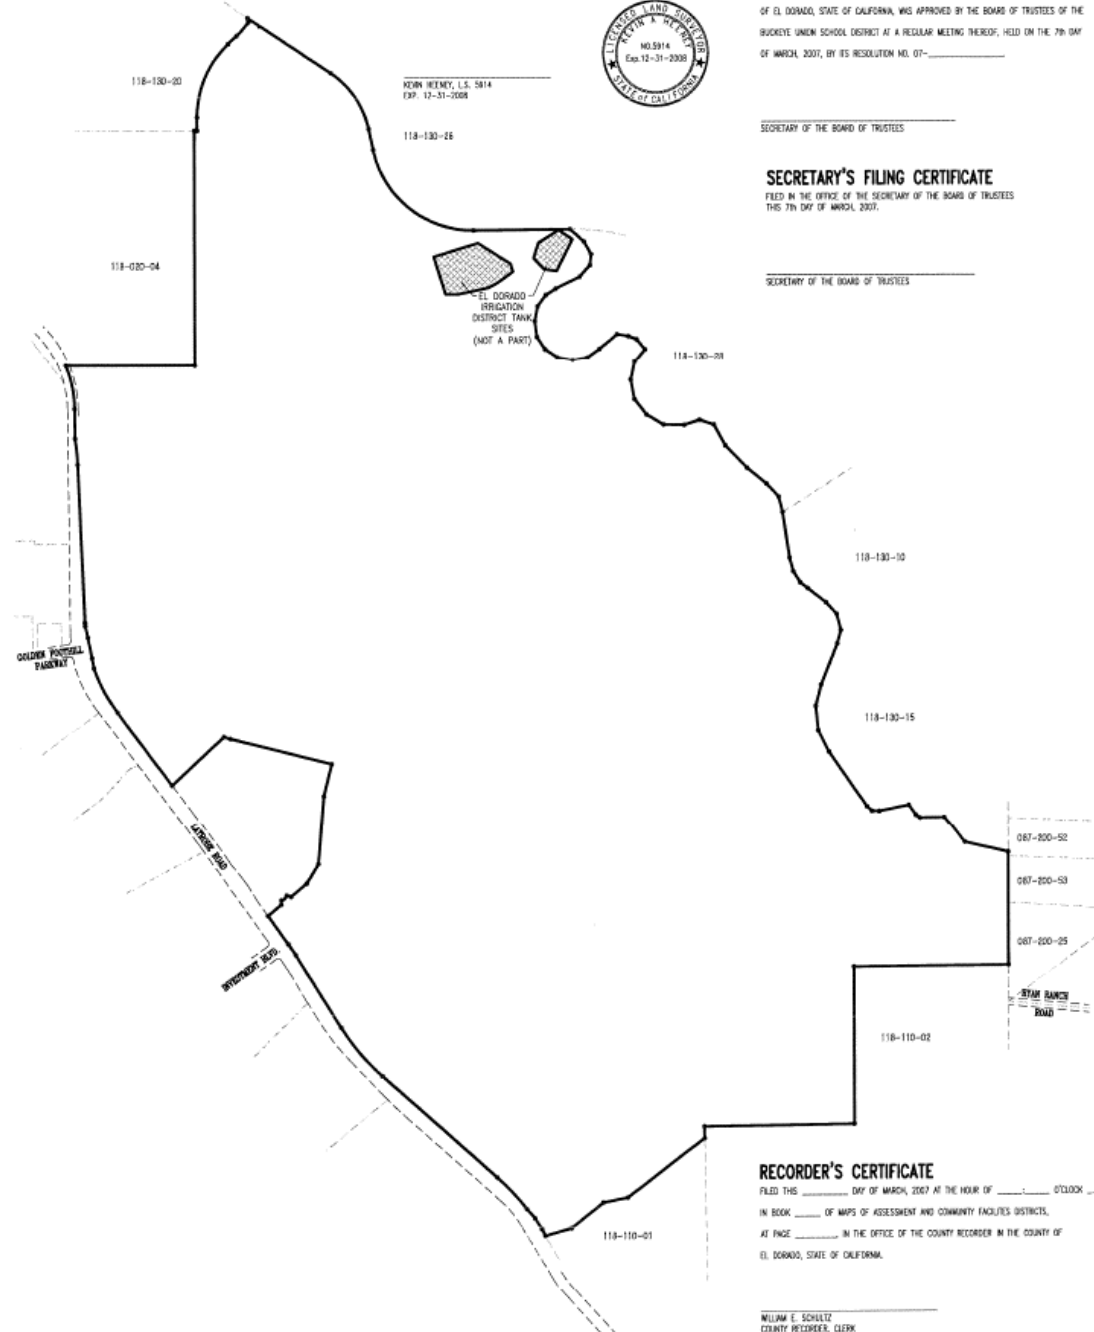 OF EL DORADO, STATE OF CALIFORNIA, WAS APPROVED BY THE BOARD OF TRUSTEES OF THE
BUCKEYE UNION SCHOOL DISTRICT AT A REGULAR MEETING THEREOF, HELD ON THE 7th DAY
OF MARCH, 2007, BY ITS RESOLUTION NO. 07-
SECRETARY OF THE BOARD OF TRUSTEES
SECRETARY'S FILING CERTIFICATE
FILED IN THE OFFICE OF THE SECRETARY OF THE BOARD OF TRUSTEES
THIS 7th DAY OF MARCH, 2007.
SECRETARY OF THE BOARD OF TRUSTEES
LICENSED LAND SURVEYOR
KEVIN A HEENEY
NO.5914
Exp.12-31-2008
STATE of CALIFORNIA
KEVIN HEENEY, L.S. 5914
EXP. 12-31-2008
118-130-20
118-130-26
118-020-04
EL DORADO
IRRIGATION
DISTRICT TANK
SITES
(NOT A PART)
118-130-28
118-130-10
GOLDEN FOOTHILL
PARKWAY
118-130-15
LATROBE ROAD
087-200-52
087-200-53
087-200-25
INVESTMENT BLVD.
RYAN RANCH
ROAD
118-110-02
118-110-01
RECORDER'S CERTIFICATE
FILED THIS ________ DAY OF MARCH, 2007 AT THE HOUR OF ____:____ O'CLOCK _
IN BOOK _____ OF MAPS OF ASSESSMENT AND COMMUNITY FACILITES DISTRICTS,
AT PAGE ________, IN THE OFFICE OF THE COUNTY RECORDER IN THE COUNTY OF
EL DORADO, STATE OF CALIFORNIA.
WILLIAM E. SCHULTZ
COUNTY RECORDER, CLERK